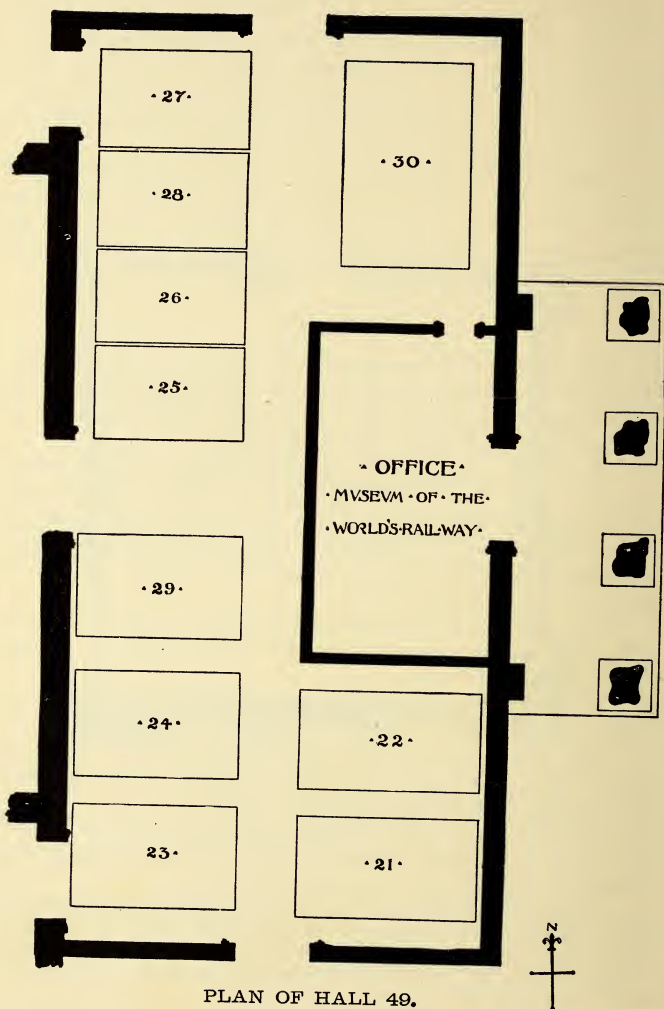 27
28
26
25
30
OFFICE
MVSEVM · OF · THE ·
WORLD'S · RAIL-WAY ·
29
24
23
22
21
N
PLAN OF HALL 49.